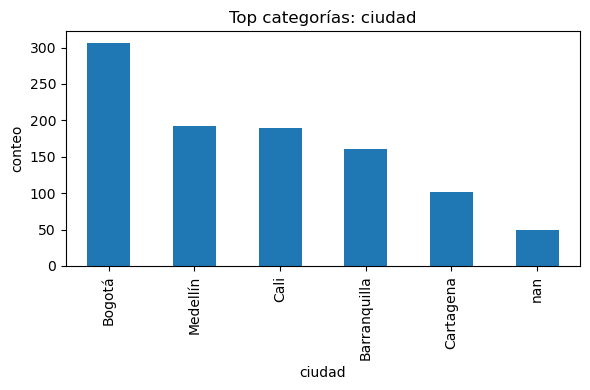 Top categorías: ciudad
conteo
300
250
200
150
100
50
0
Bogotá
Medellín
Cali
Barranquilla
Cartagena
nan
ciudad